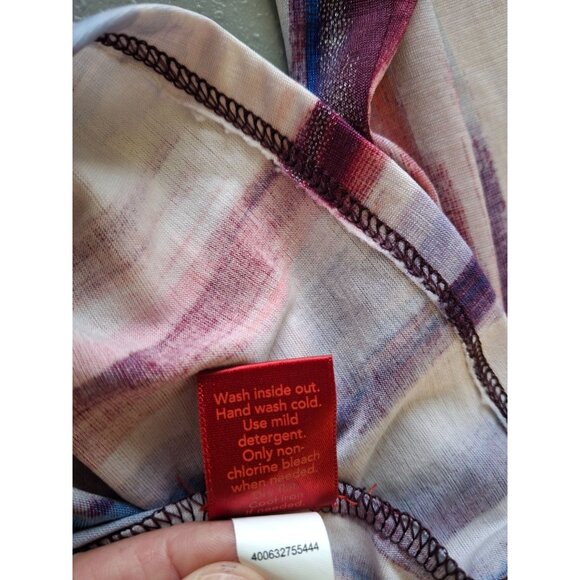 Wash inside out.
Hand wash cold.
Use mild
detergent.
Only non-
chlorine bleach
when needed.
400632755444